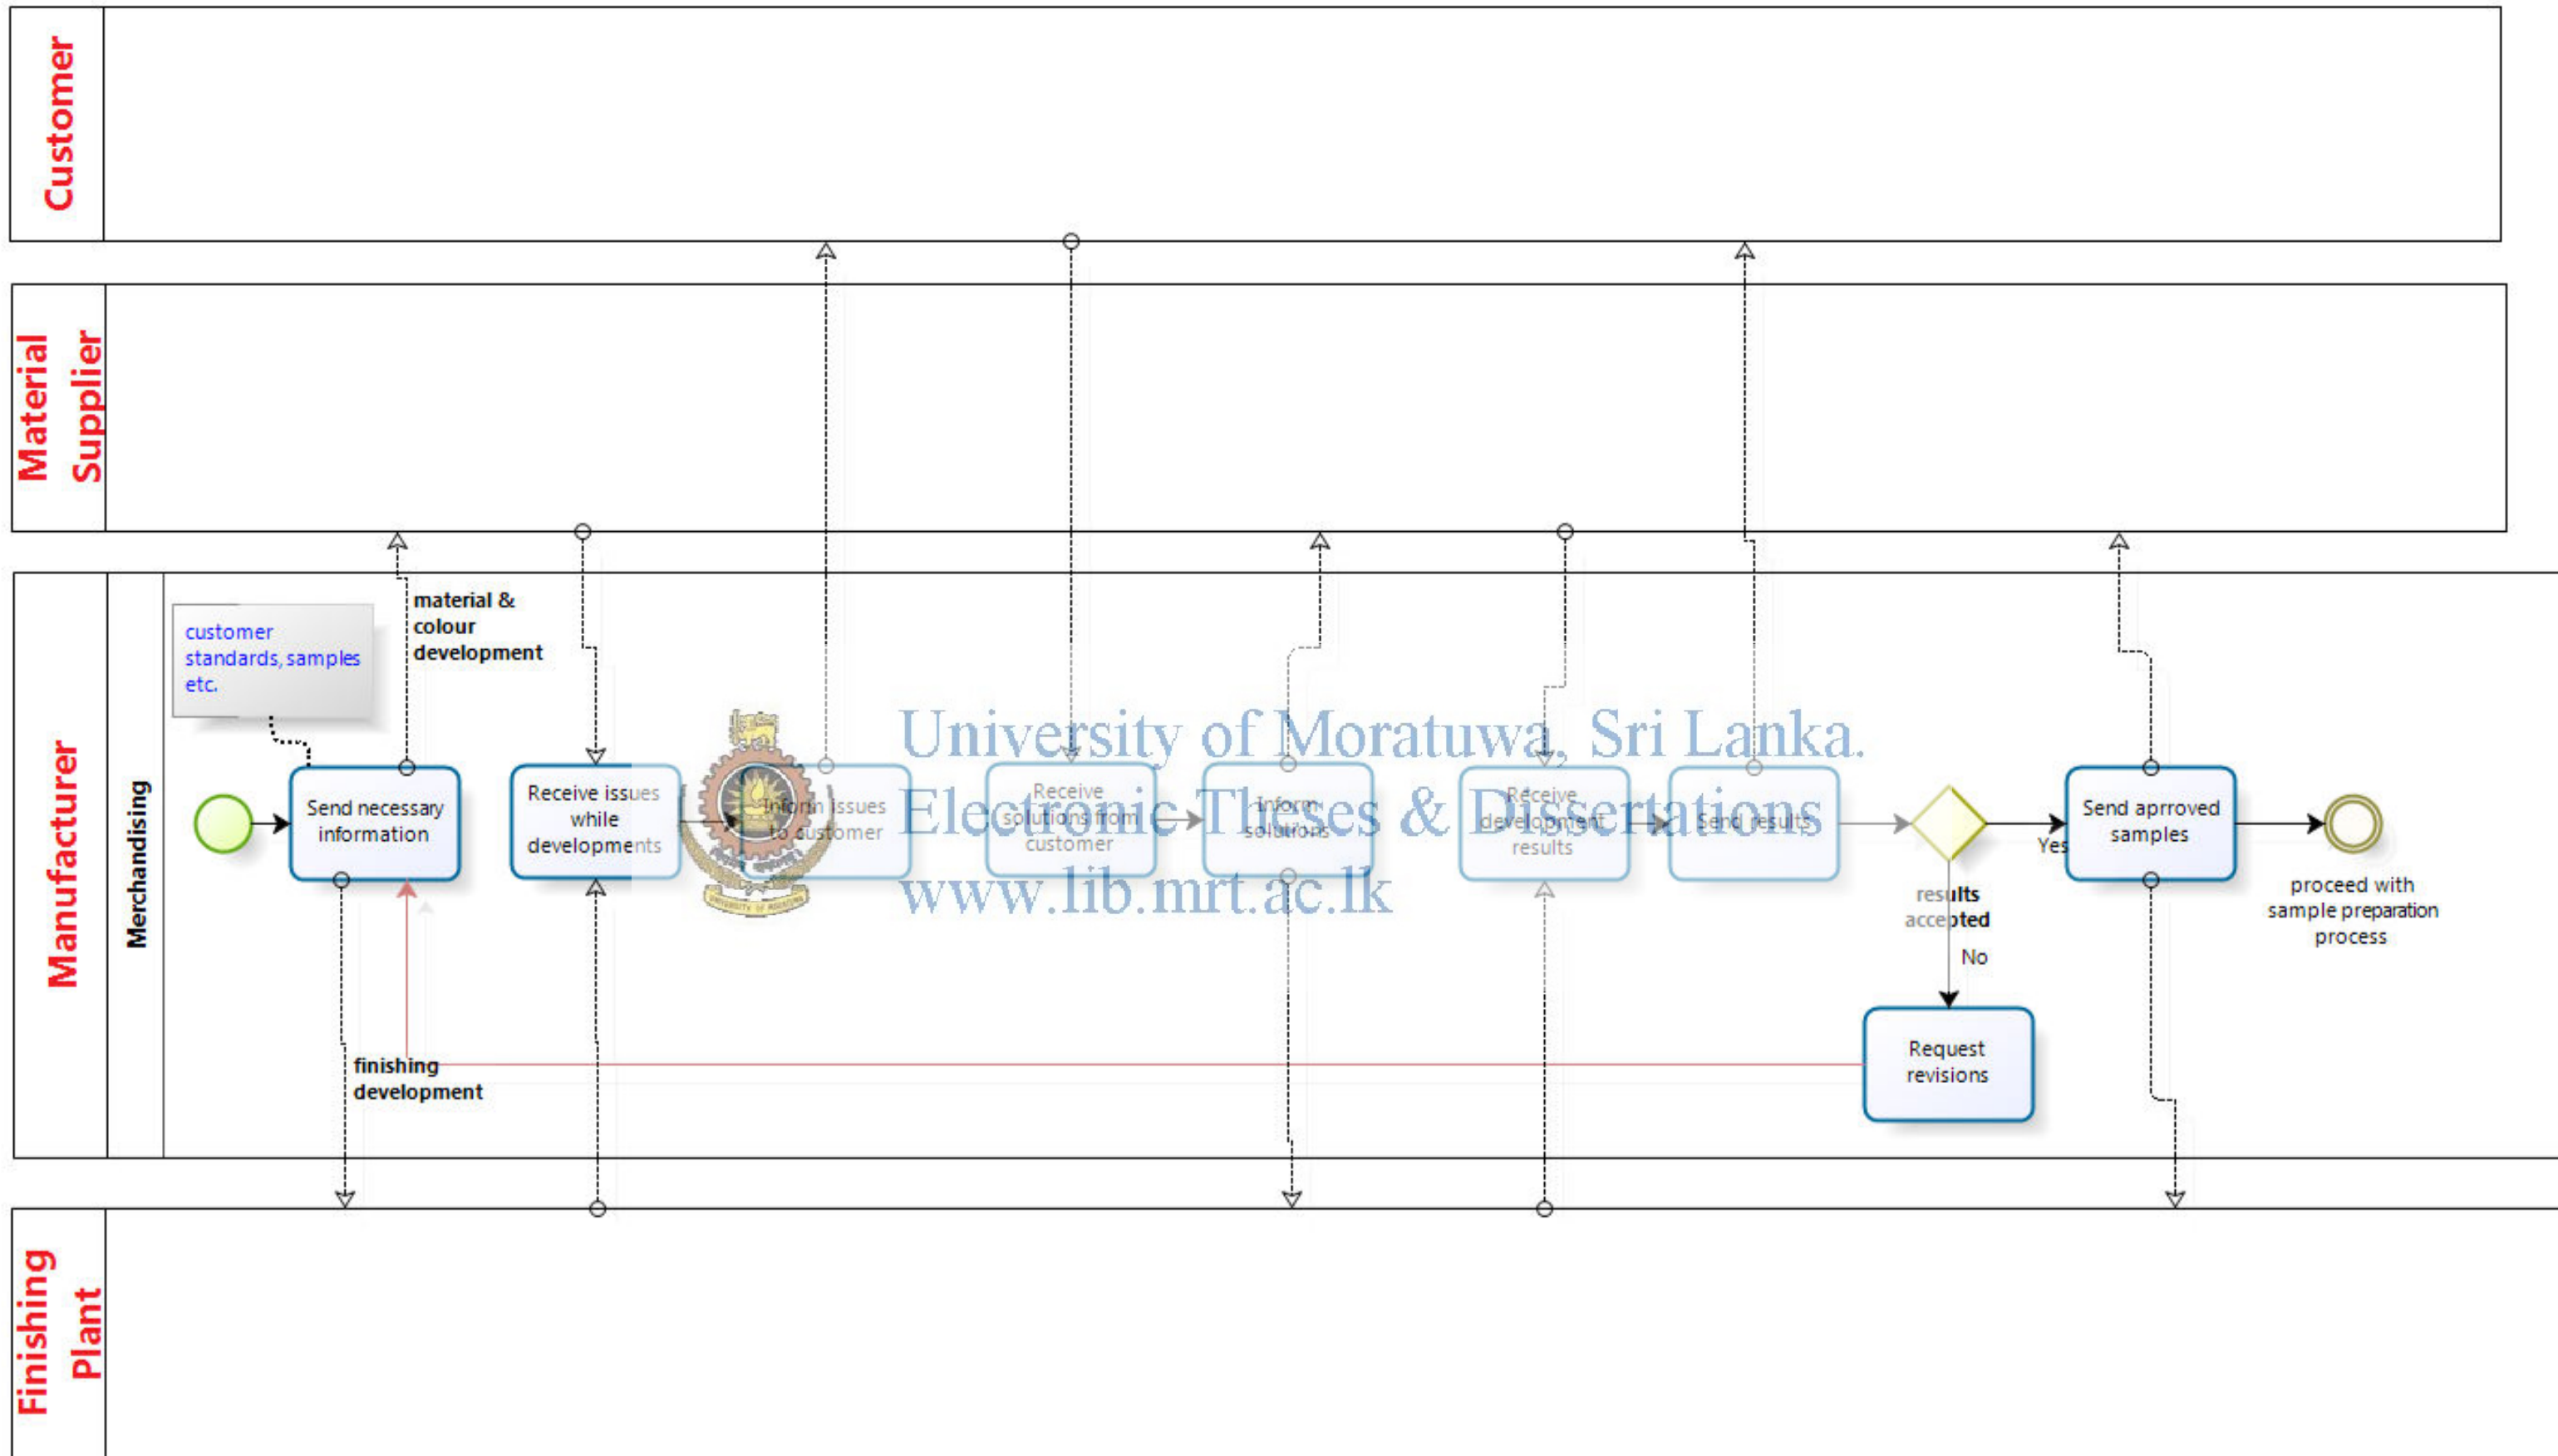 Customer
Material
Supplier
Manufacturer
Merchandising
customer
standards, samples
etc.
material &
colour
development
Send necessary
information
Receive issues
while
developments
Inform issues
to customer
Receive
solutions from
customer
Inform
solutions
Receive
development
results
Send results
results
accepted
Yes
No
Send aprroved
samples
proceed with
sample preparation
process
Request
revisions
finishing
development
University of Moratuwa, Sri Lanka.
Electronic Theses & Dissertations
www.lib.mrt.ac.lk
UNIVERSITY OF MORATUWA
Finishing
Plant